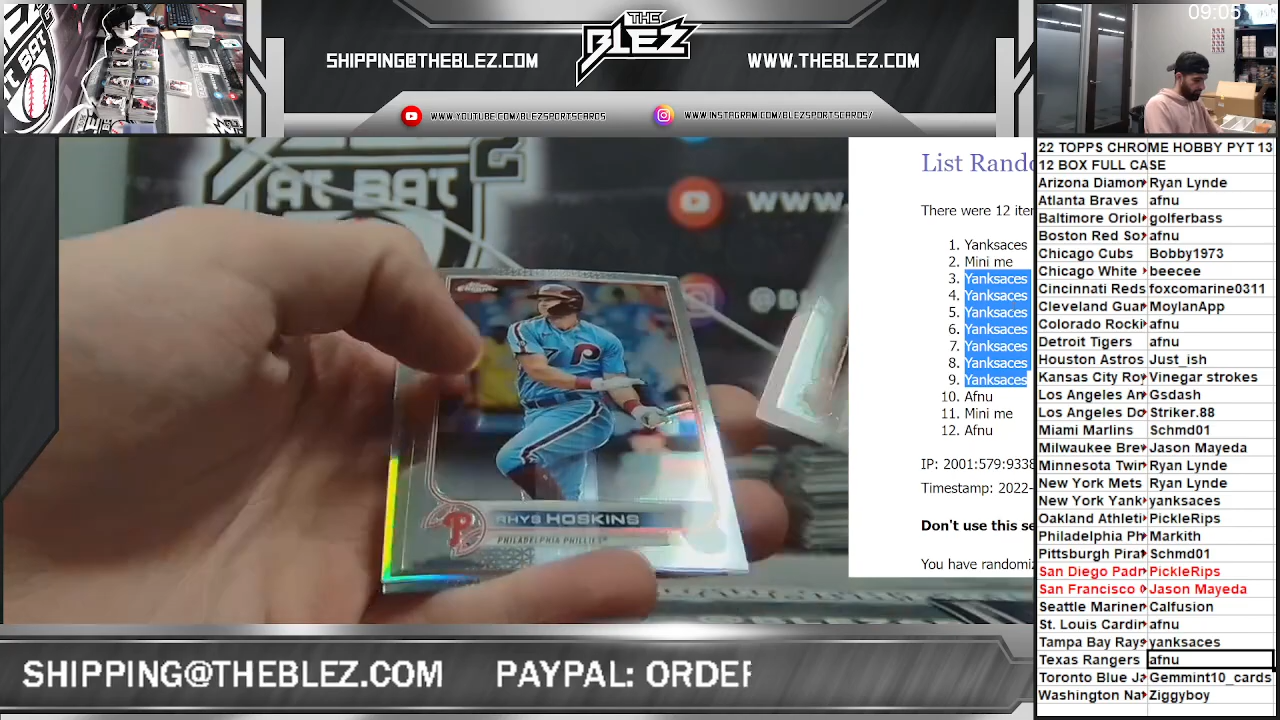 THE
BLEZ
SHIPPING@THEBLEZ.COM
WWW.THEBLEZ.COM
WWW.YOUTUBE.COM/BLEZSPORTSCARDS
WWW.INSTAGRAM.COM/BLEZSPORTSCARDS/
09:05
AT BAT
WWW.
@B
Chrome
P
RHYS HOSKINS
PHILADELPHIA PHILLIES
List Rando
There were 12 iter
1. Yanksaces
2. Mini me
3. Yanksaces
4. Yanksaces
5. Yanksaces
6. Yanksaces
7. Yanksaces
8. Yanksaces
9. Yanksaces
10. Afnu
11. Mini me
12. Afnu
IP: 2001:579:9338
Timestamp: 2022-
Don't use this se
You have randomiz
22 TOPPS CHROME HOBBY PYT 13
12 BOX FULL CASE
Arizona Diamon Ryan Lynde
Atlanta Braves afnu
Baltimore Oriol golferbass
Boston Red So afnu
Chicago Cubs Bobby1973
Chicago White beecee
Cincinnati Reds foxcomarine0311
Cleveland Guar MoylanApp
Colorado Rocki afnu
Detroit Tigers afnu
Houston Astros Just_ish
Kansas City Ro Vinegar strokes
Los Angeles An Gsdash
Los Angeles Do Striker.88
Miami Marlins Schmd01
Milwaukee Bre Jason Mayeda
Minnesota Twin Ryan Lynde
New York Mets Ryan Lynde
New York Yank yanksaces
Oakland Athleti PickleRips
Philadelphia Ph Markith
Pittsburgh Pirat Schmd01
San Diego Padr PickleRips
San Francisco Jason Mayeda
Seattle Mariner Calfusion
St. Louis Cardin afnu
Tampa Bay Rays yanksaces
Texas Rangers afnu
Toronto Blue Ja Gemmint10_cards
Washington Na Ziggyboy
SHIPPING@THEBLEZ.COM PAYPAL: ORDER